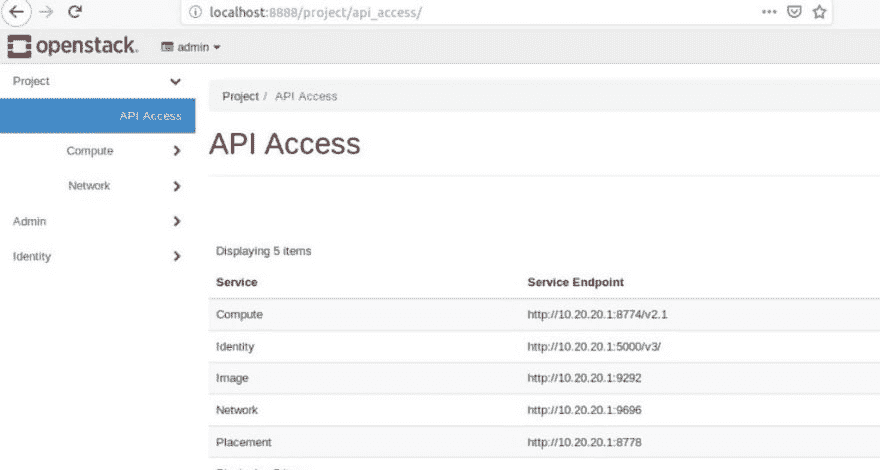 localhost:8888/project/api_access/
openstack. admin
Project
API Access
Compute
Network
Admin
Identity
Project / API Access
API Access
Displaying 5 items
Service Service Endpoint
Compute http://10.20.20.1:8774/v2.1
Identity http://10.20.20.1:5000/v3/
Image http://10.20.20.1:9292
Network http://10.20.20.1:9696
Placement http://10.20.20.1:8778